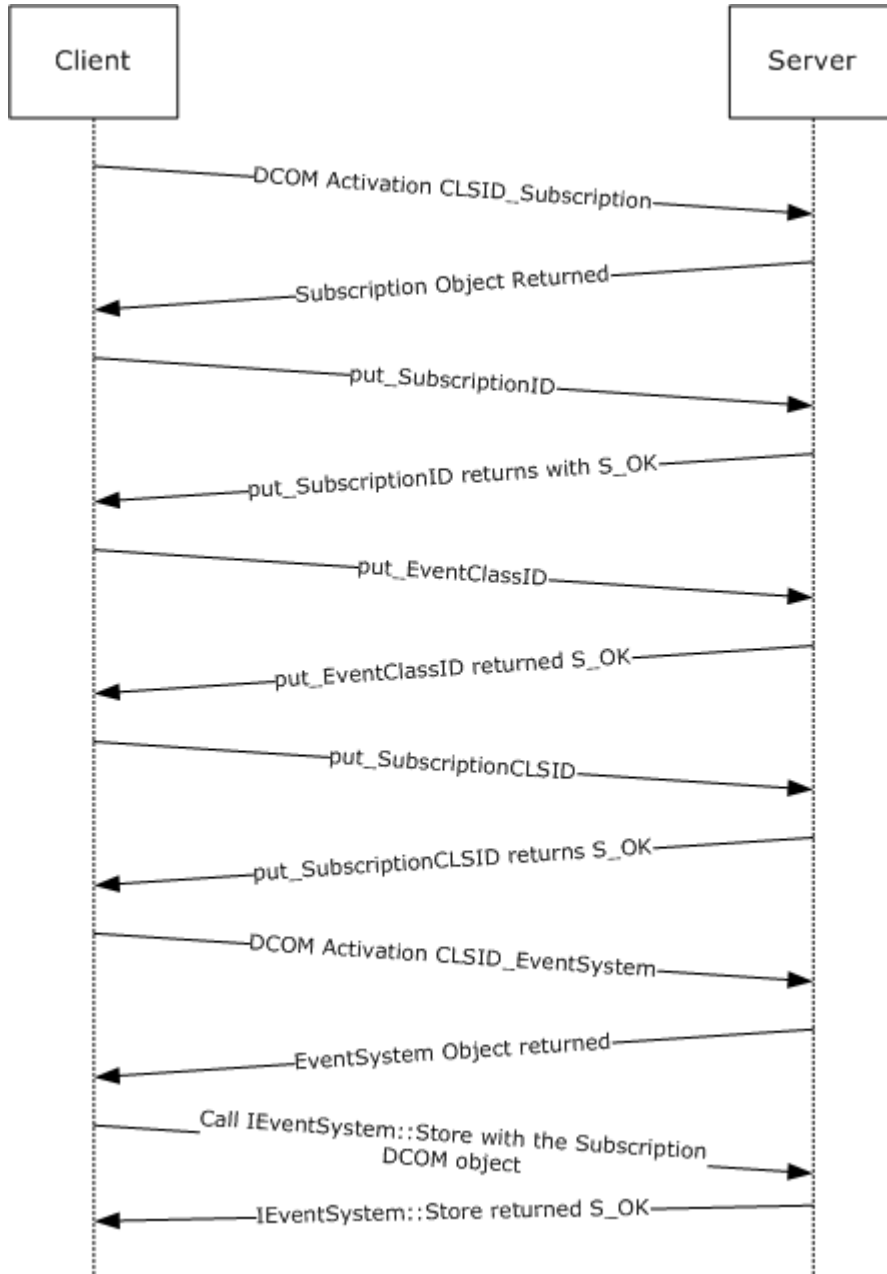 Client
Server
DCOM Activation CLSID_Subscription
Subscription Object Returned
put_SubscriptionID
put_SubscriptionID returns with S_OK
put_EventClassID
put_EventClassID returned S_OK
put_SubscriptionCLSID
put_SubscriptionCLSID returns S_OK
DCOM Activation CLSID_EventSystem
EventSystem Object returned
Call IEventSystem::Store with the Subscription
DCOM object
IEventSystem::Store returned S_OK